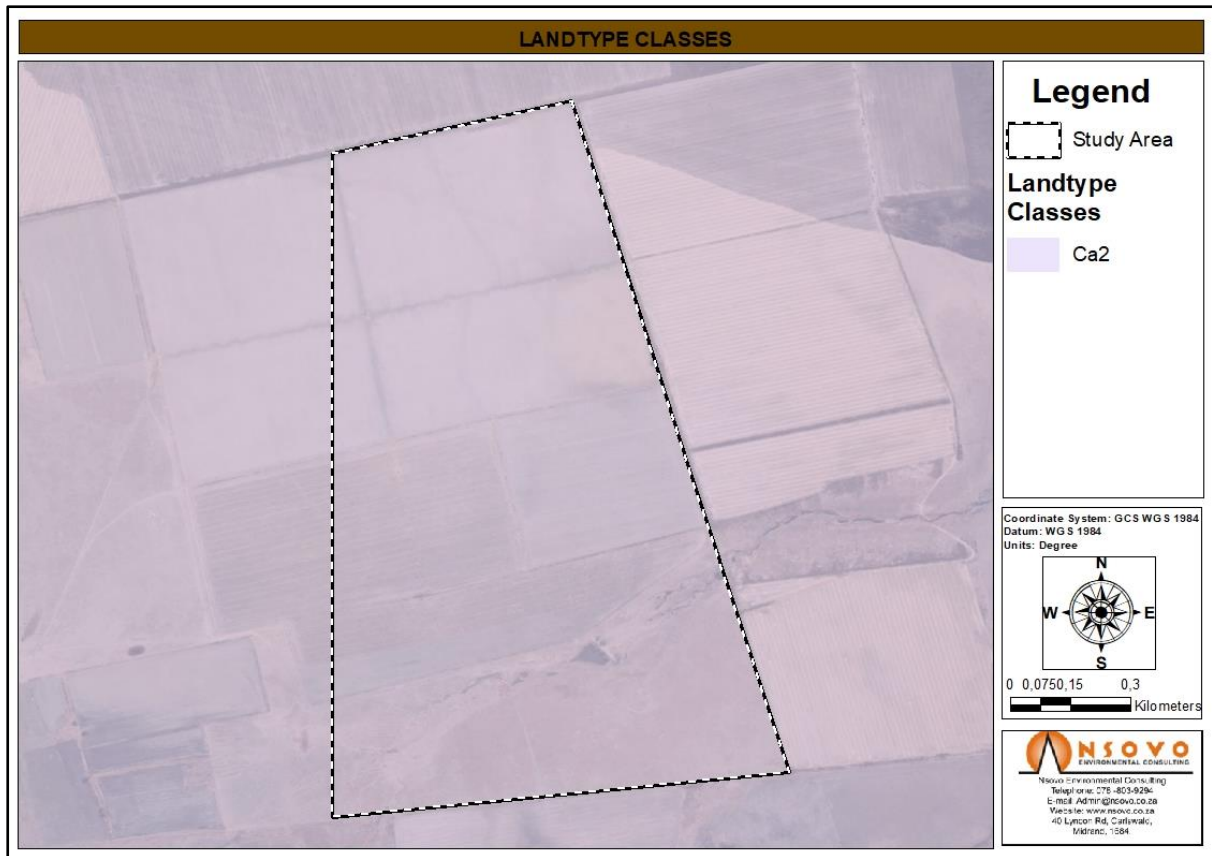 LANDTYPE CLASSES
Legend
Study Area
Landtype
Classes
Ca2
Coordinate System: GCS WGS 1984
Datum: WGS 1984
Units: Degree
N
W
E
S
0 0,0750,15 0,3
Kilometers
NSOVO
ENVIRONMENTAL CONSULTING
Nsovo Environmental Consulting
Telephone: 078 -803-9294
E-mail: Admin@nsovo.co.za
Website: www.nsovo.co.za
40 Lyncon Rd, Carlswald,
Midrand, 1684.